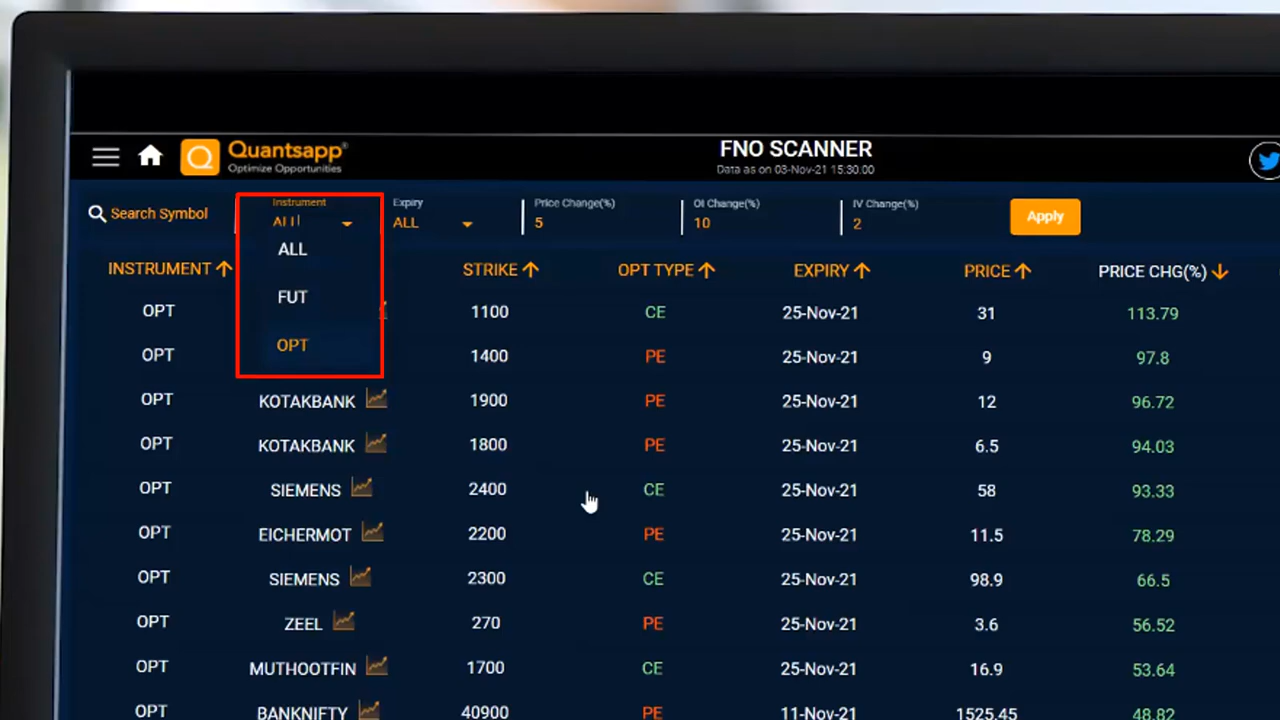 Quantsapp®
Optimize Opportunities
FNO SCANNER
Data as on 03-Nov-21 15:30:00
Search Symbol
Instrument
ALL
ALL
FUT
OPT
Expiry
ALL
Price Change(%)
5
OI Change(%)
10
IV Change(%)
2
Apply
INSTRUMENT STRIKE OPT TYPE EXPIRY PRICE PRICE CHG(%)
OPT 1100 CE 25-Nov-21 31 113.79
OPT 1400 PE 25-Nov-21 9 97.8
OPT KOTAKBANK 1900 PE 25-Nov-21 12 96.72
OPT KOTAKBANK 1800 PE 25-Nov-21 6.5 94.03
OPT SIEMENS 2400 CE 25-Nov-21 58 93.33
OPT EICHERMOT 2200 PE 25-Nov-21 11.5 78.29
OPT SIEMENS 2300 CE 25-Nov-21 98.9 66.5
OPT ZEEL 270 PE 25-Nov-21 3.6 56.52
OPT MUTHOOTFIN 1700 CE 25-Nov-21 16.9 53.64
OPT BANKNIFTY 40900 PE 11-Nov-21 1525.45 48.82